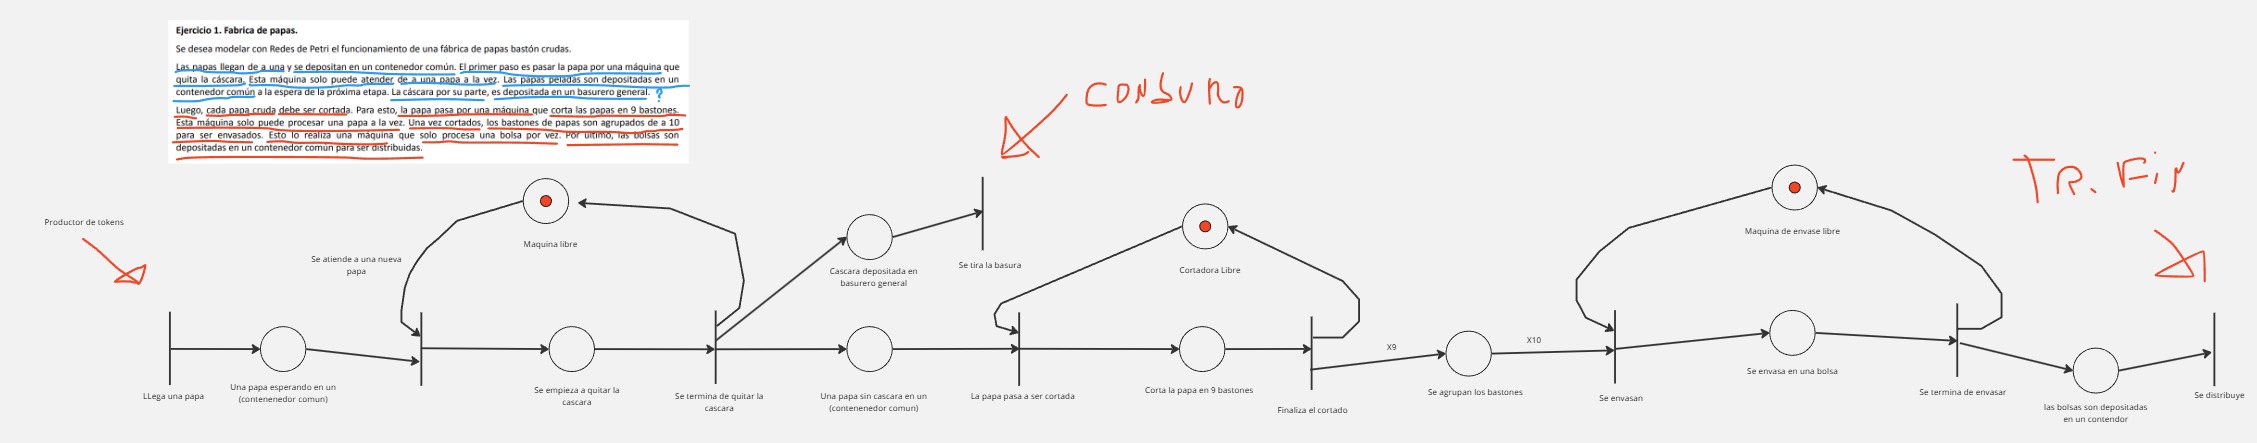 Ejercicio 1. Fabrica de papas.
Se desea modelar con Redes de Petri el funcionamiento de una fábrica de papas bastón crudas.
Las papas llegan de a una y se depositan en un contenedor común. El primer paso es pasar la papa por una máquina que
quita la cáscara. Esta máquina solo puede atender de a una papa a la vez. Las papas peladas son depositadas en un
contenedor común a la espera de la próxima etapa. La cáscara por su parte, es depositada en un basurero general. ?
Luego, cada papa cruda debe ser cortada. Para esto, la papa pasa por una máquina que corta las papas en 9 bastones.
Esta máquina solo puede procesar una papa a la vez. Una vez cortados, los bastones de papas son agrupados de a 10
para ser envasados. Esto lo realiza una máquina que solo procesa una bolsa por vez. Por último, las bolsas son
depositadas en un contenedor común para ser distribuidas.
CONSURO
TR. Fin
Productor de tokens
Maquina libre
Se atiende a una nueva
papa
Cascara depositada en
basurero general
Se tira la basura
Cortadora Libre
Maquina de envase libre
X9
X10
LLega una papa
Una papa esperando en un
(contenenedor comun)
Se empieza a quitar la
cascara
Se termina de quitar la
cascara
Una papa sin cascara en un
(contenenedor comun)
La papa pasa a ser cortada
Corta la papa en 9 bastones
Finaliza el cortado
Se agrupan los bastones
Se envasan
Se envasa en una bolsa
Se termina de envasar
las bolsas son depositadas
en un contendor
Se distribuye